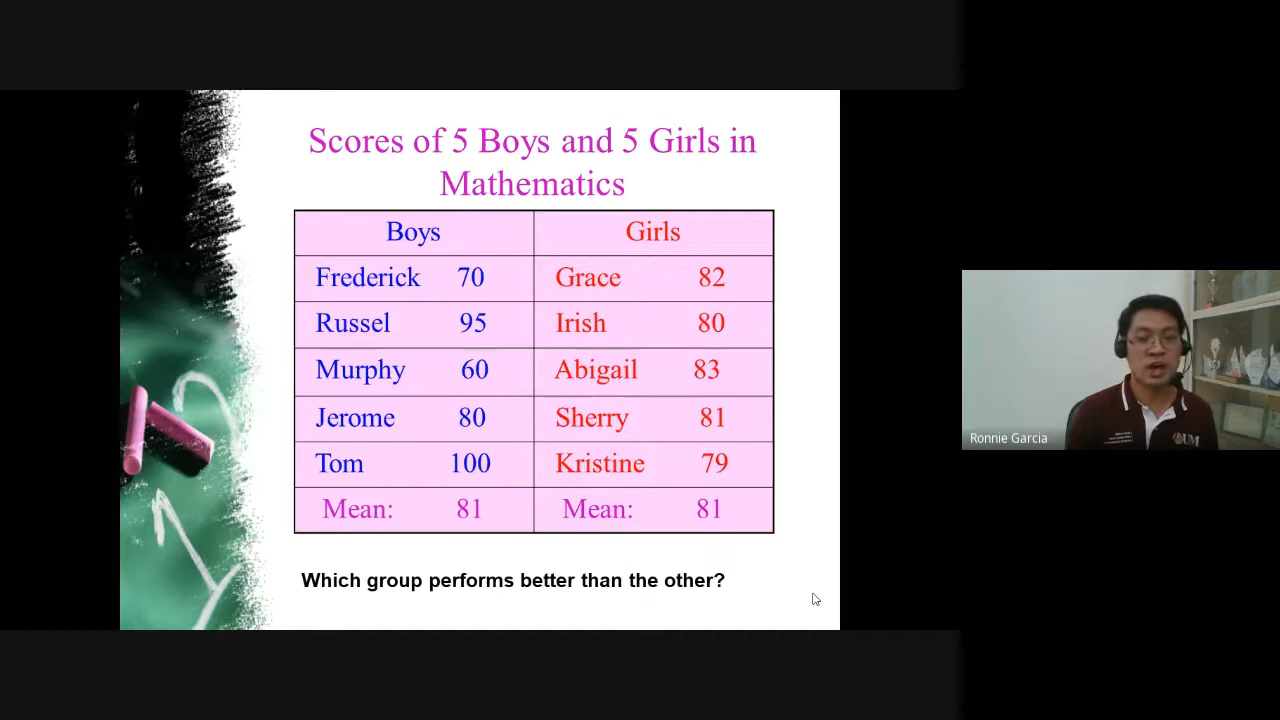 Scores of 5 Boys and 5 Girls in
Mathematics
Boys Girls
Frederick 70 Grace 82
Russel 95 Irish 80
Murphy 60 Abigail 83
Jerome 80 Sherry 81
Tom 100 Kristine 79
Mean: 81 Mean: 81
Which group performs better than the other?
Ronnie Garcia
UM